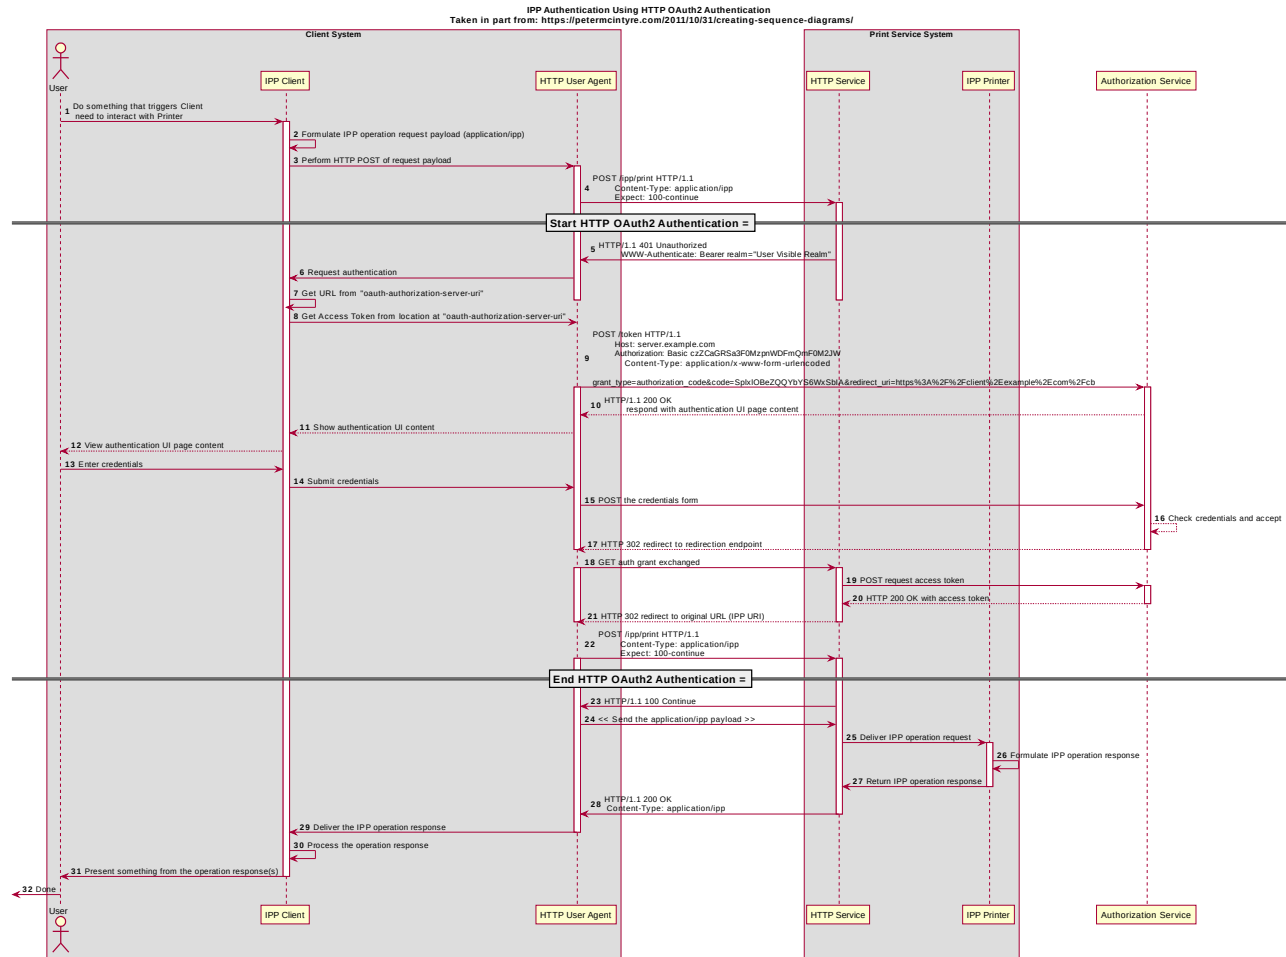 IPP Authentication Using HTTP OAuth2 Authentication
Taken in part from: https://petermcintyre.com/2011/10/31/creating-sequence-diagrams/
Client System
Print Service System
User
IPP Client
HTTP User Agent
HTTP Service
IPP Printer
Authorization Service
1 Do something that triggers Client
need to interact with Printer
2 Formulate IPP operation request payload (application/ipp)
3 Perform HTTP POST of request payload
POST /ipp/print HTTP/1.1
4 Content-Type: application/ipp
Expect: 100-continue
Start HTTP OAuth2 Authentication =
5 HTTP/1.1 401 Unauthorized
WWW-Authenticate: Bearer realm="User Visible Realm"
6 Request authentication
7 Get URL from "oauth-authorization-server-uri"
8 Get Access Token from location at "oauth-authorization-server-uri"
POST /token HTTP/1.1
Host: server.example.com
9 Authorization: Basic czZCaGRSa3F0MzpnWDFmQmF0M2JW
Content-Type: application/x-www-form-urlencoded
grant_type=authorization_code&code=SplxlOBeZQQYbYS6WxSbIA&redirect_uri=https%3A%2F%2Fclient%2Eexample%2Ecom%2Fcb
10 HTTP/1.1 200 OK
respond with authentication UI page content
11 Show authentication UI content
12 View authentication UI page content
13 Enter credentials
14 Submit credentials
15 POST the credentials form
16 Check credentials and accept
17 HTTP 302 redirect to redirection endpoint
18 GET auth grant exchanged
19 POST request access token
20 HTTP 200 OK with access token
21 HTTP 302 redirect to original URL (IPP URI)
POST /ipp/print HTTP/1.1
22 Content-Type: application/ipp
Expect: 100-continue
End HTTP OAuth2 Authentication =
23 HTTP/1.1 100 Continue
24 << Send the application/ipp payload >>
25 Deliver IPP operation request
26 Formulate IPP operation response
27 Return IPP operation response
28 HTTP/1.1 200 OK
Content-Type: application/ipp
29 Deliver the IPP operation response
30 Process the operation response
31 Present something from the operation response(s)
32 Done
User
IPP Client
HTTP User Agent
HTTP Service
IPP Printer
Authorization Service